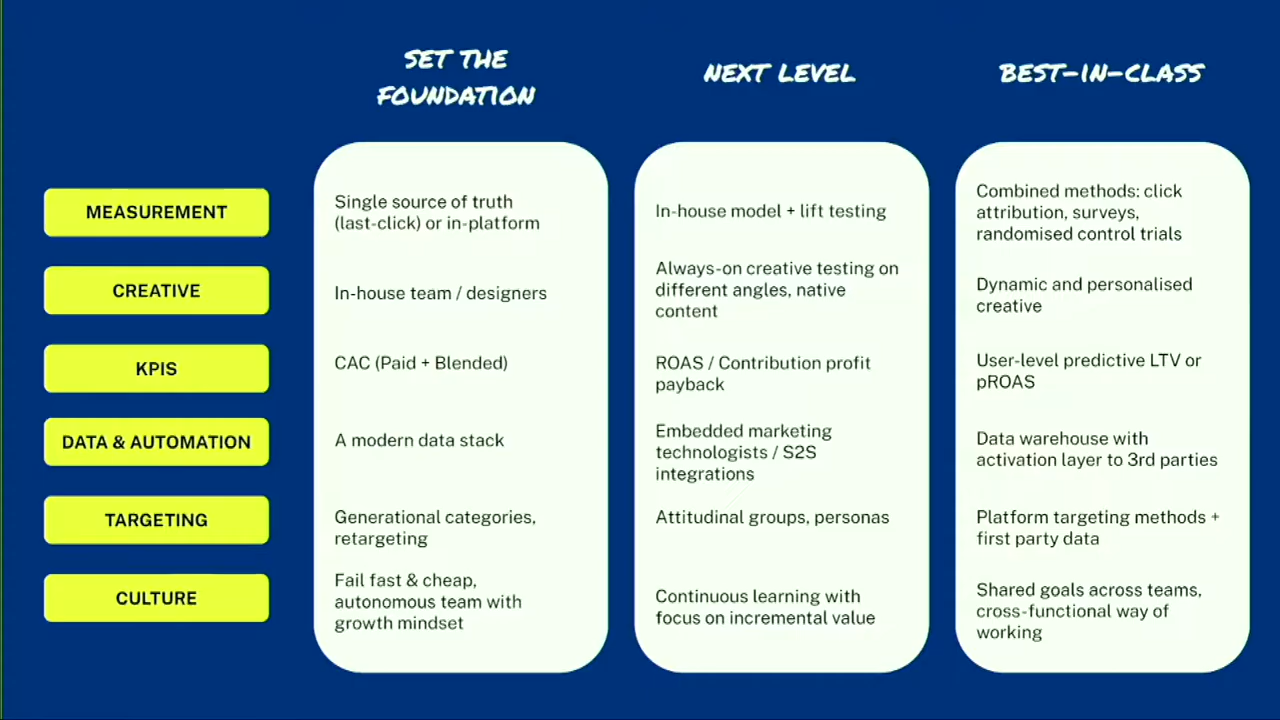 SET THE
FOUNDATION
NEXT LEVEL
BEST-IN-CLASS
MEASUREMENT
Single source of truth
(last-click) or in-platform
In-house model + lift testing
Combined methods: click
attribution, surveys,
randomised control trials
CREATIVE
In-house team / designers
Always-on creative testing on
different angles, native
content
Dynamic and personalised
creative
KPIS
CAC (Paid + Blended)
ROAS / Contribution profit
payback
User-level predictive LTV or
pROAS
DATA & AUTOMATION
A modern data stack
Embedded marketing
technologists / S2S
integrations
Data warehouse with
activation layer to 3rd parties
TARGETING
Generational categories,
retargeting
Attitudinal groups, personas
Platform targeting methods +
first party data
CULTURE
Fail fast & cheap,
autonomous team with
growth mindset
Continuous learning with
focus on incremental value
Shared goals across teams,
cross-functional way of
working